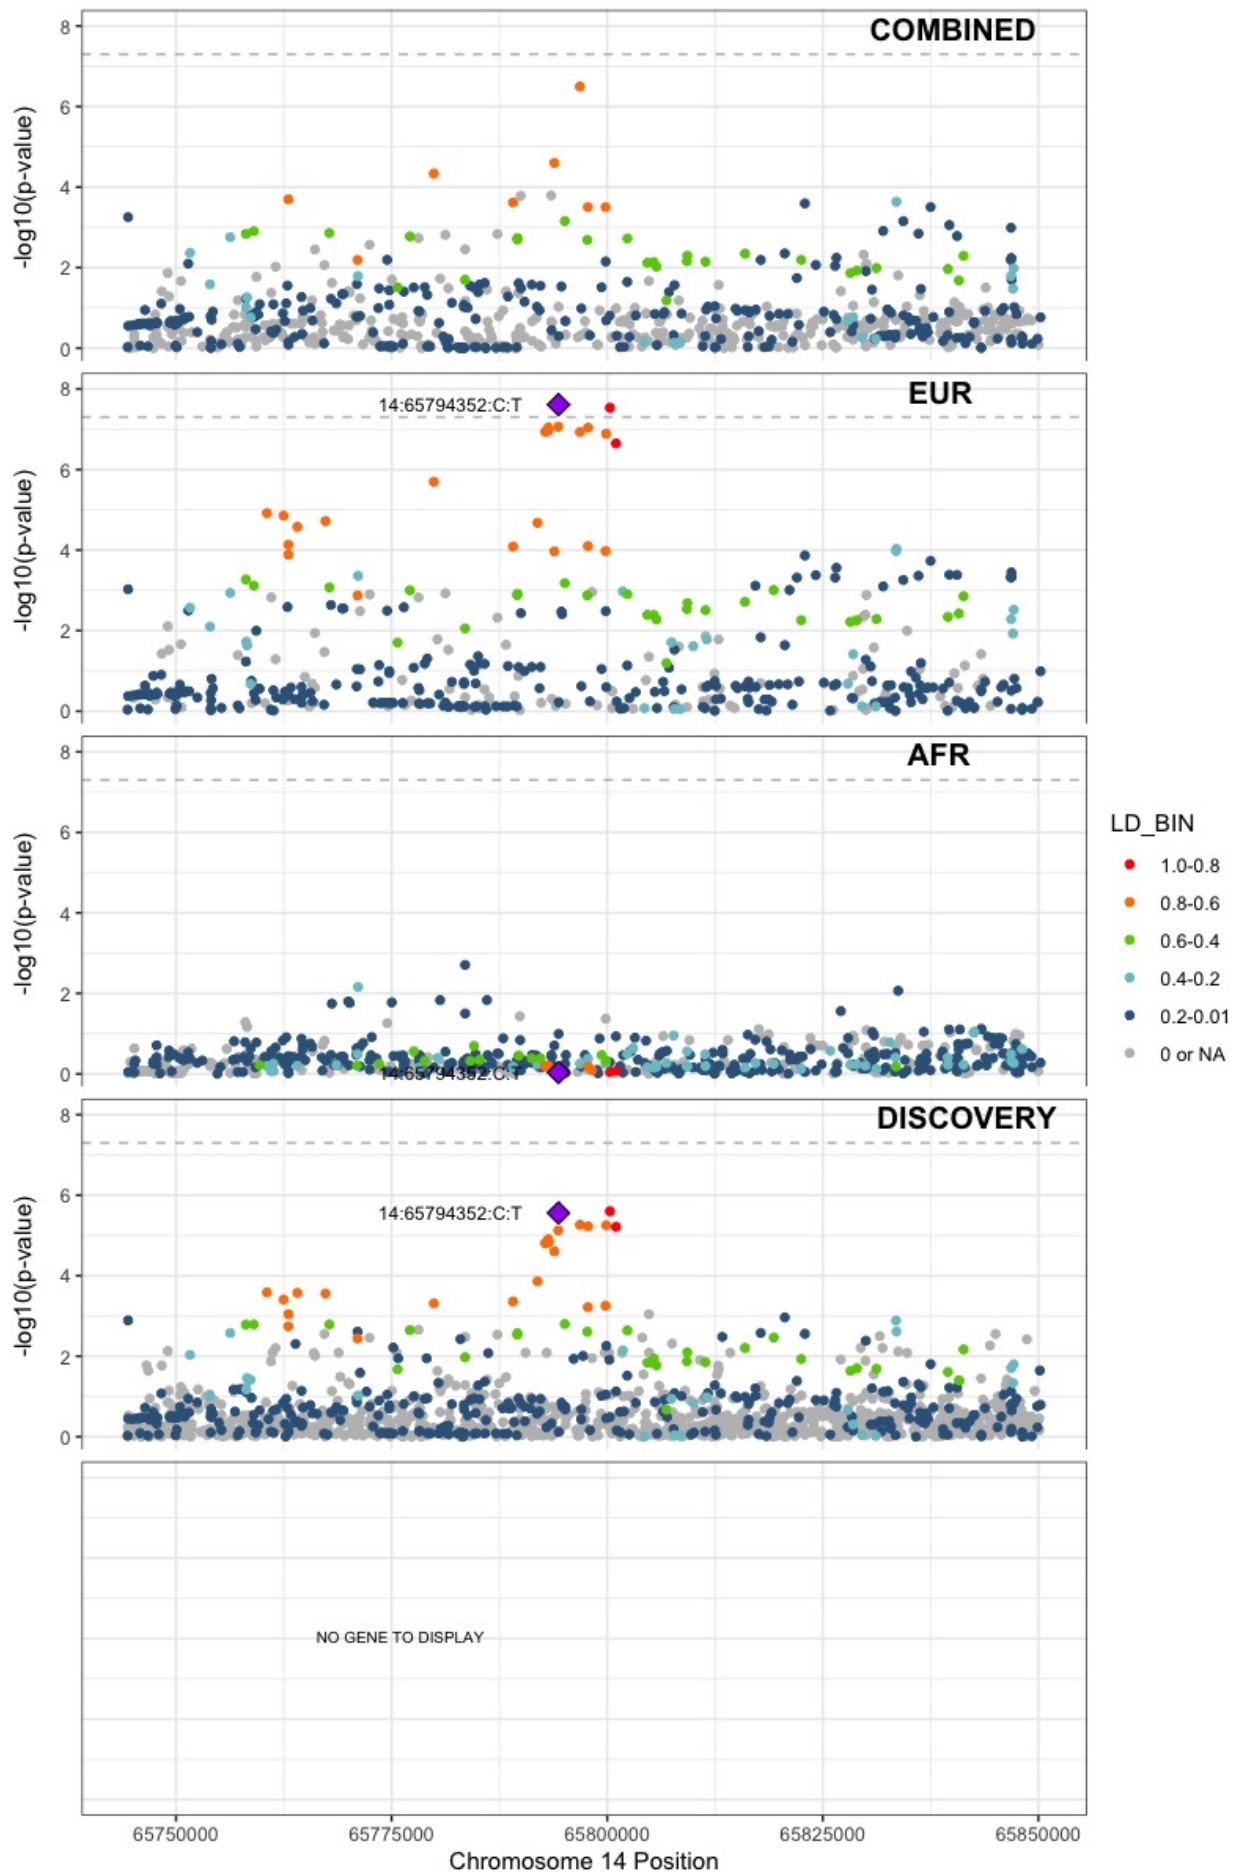 COMBINED
8
6
4
2
0
-log10(p-value)
EUR
14:65794352:C:T
8
6
4
2
0
-log10(p-value)
AFR
8
6
4
2
0
-log10(p-value)
14:65794352:C:T
LD_BIN
1.0-0.8
0.8-0.6
0.6-0.4
0.4-0.2
0.2-0.01
0 or NA
DISCOVERY
14:65794352:C:T
8
6
4
2
0
-log10(p-value)
NO GENE TO DISPLAY
65750000 65775000 65800000 65825000 65850000
Chromosome 14 Position